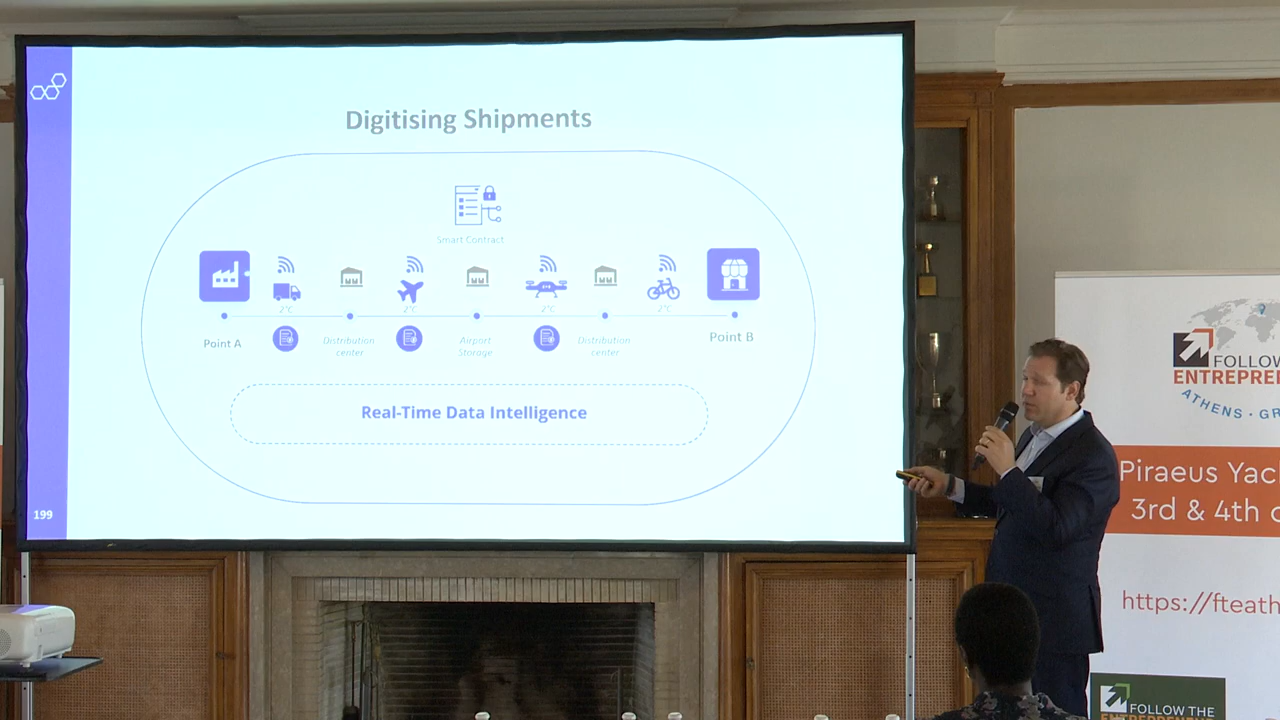 Digitising Shipments
Smart Contract
2°C
2°C
2°C
2°C
Point A
Distribution
center
Airport
Storage
Distribution
center
Point B
Real-Time Data Intelligence
199
FOLLOW
ENTREPRE
ATHENS · GR
Piraeus Yac
3rd & 4th o
https://fteath
FOLLOW THE